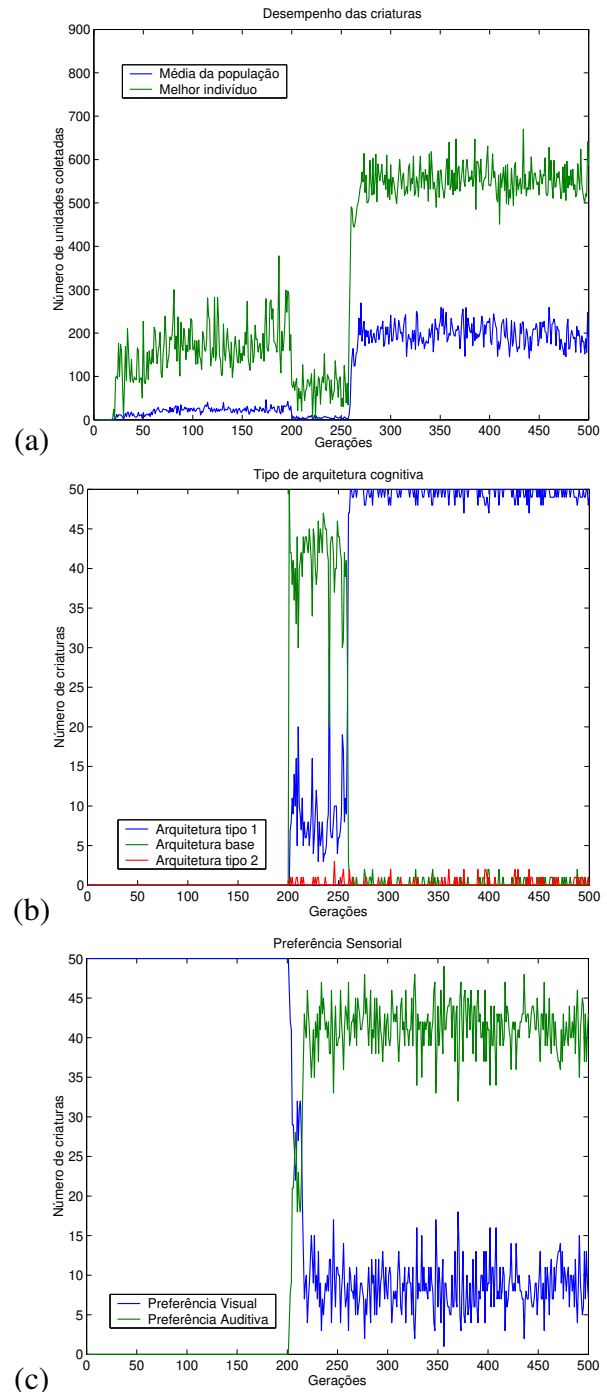 Desempenho das criaturas
900
800
700
600
500
400
300
200
100
0
Número de unidades coletadas
Média da população
Melhor indivíduo
0 50 100 150 200 250 300 350 400 450 500
Gerações
(a)
Tipo de arquitetura cognitiva
50
45
40
35
30
25
20
15
10
5
0
Número de criaturas
Arquitetura tipo 1
Arquitetura base
Arquitetura tipo 2
0 50 100 150 200 250 300 350 400 450 500
Gerações
(b)
Preferência Sensorial
50
45
40
35
30
25
20
15
10
5
0
Número de criaturas
Preferência Visual
Preferência Auditiva
0 50 100 150 200 250 300 350 400 450 500
Gerações
(c)